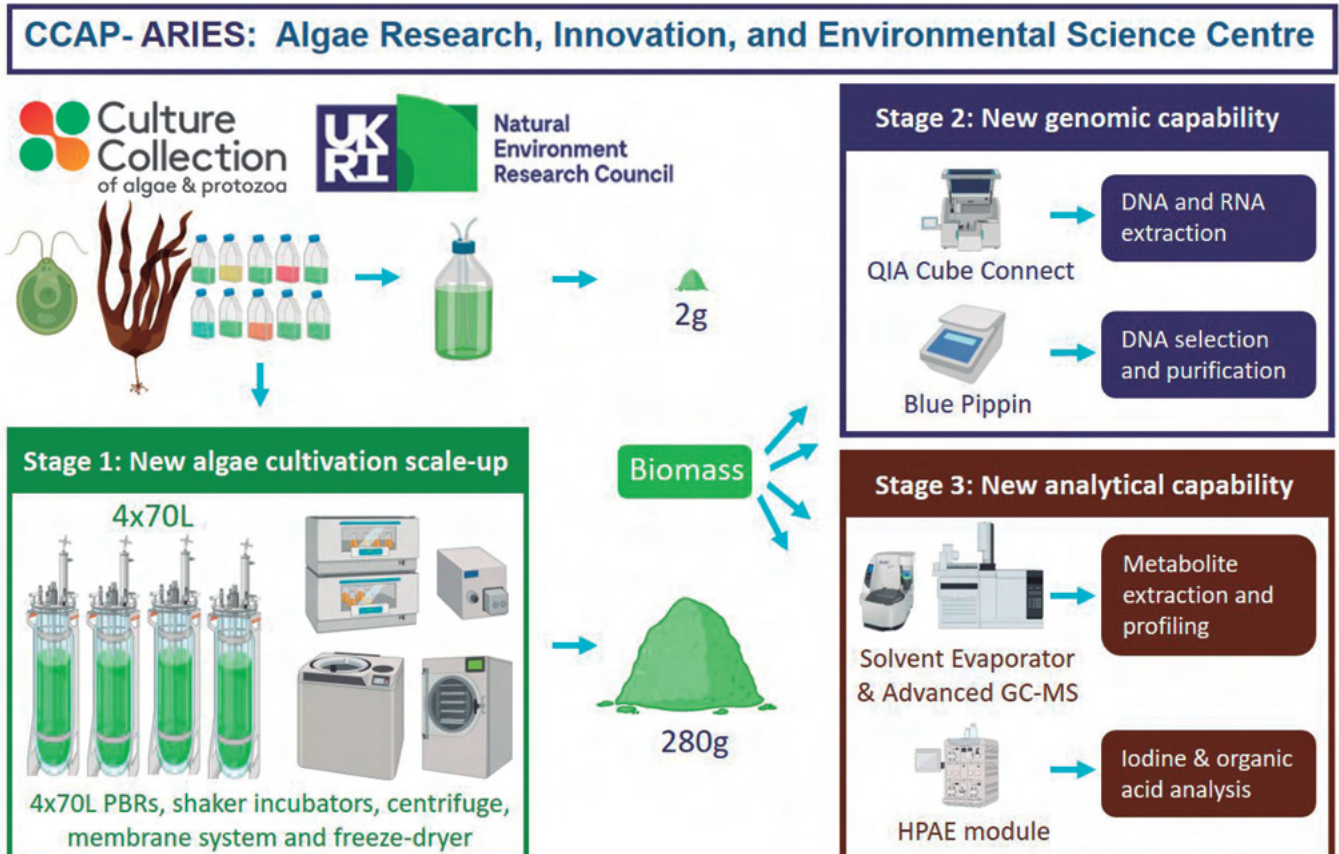 CCAP- ARIES: Algae Research, Innovation, and Environmental Science Centre
Culture
Collection
of algae & protozoa
UK
RI
Natural
Environment
Research Council
2g
Stage 1: New algae cultivation scale-up
4x70L
4x70L PBRs, shaker incubators, centrifuge,
membrane system and freeze-dryer
Biomass
280g
Stage 2: New genomic capability
QIA Cube Connect
DNA and RNA
extraction
Blue Pippin
DNA selection
and purification
Stage 3: New analytical capability
Solvent Evaporator
& Advanced GC-MS
Metabolite
extraction and
profiling
HPAE module
Iodine & organic
acid analysis